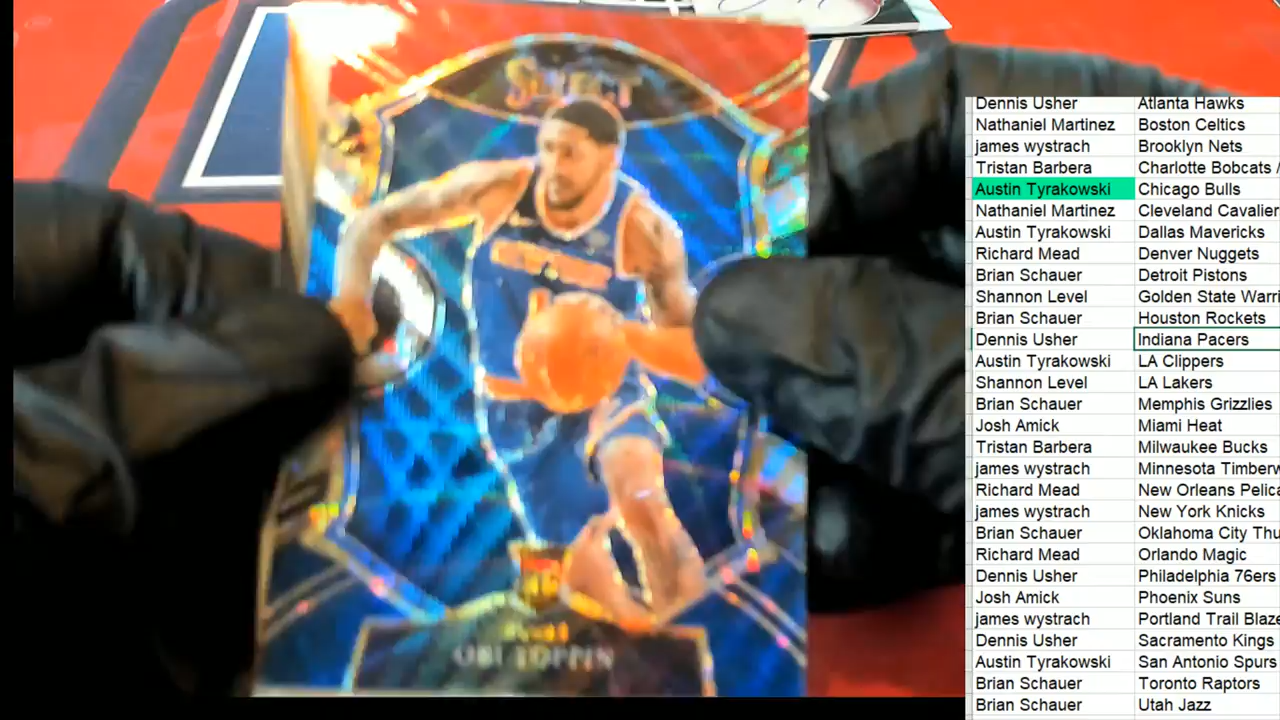 SELECT
OBI TOPPIN
Dennis Usher Atlanta Hawks
Nathaniel Martinez Boston Celtics
james wystrach Brooklyn Nets
Tristan Barbera Charlotte Bobcats /
Austin Tyrakowski Chicago Bulls
Nathaniel Martinez Cleveland Cavalier
Austin Tyrakowski Dallas Mavericks
Richard Mead Denver Nuggets
Brian Schauer Detroit Pistons
Shannon Level Golden State Warri
Brian Schauer Houston Rockets
Dennis Usher Indiana Pacers
Austin Tyrakowski LA Clippers
Shannon Level LA Lakers
Brian Schauer Memphis Grizzlies
Josh Amick Miami Heat
Tristan Barbera Milwaukee Bucks
james wystrach Minnesota Timberw
Richard Mead New Orleans Pelica
james wystrach New York Knicks
Brian Schauer Oklahoma City Thu
Richard Mead Orlando Magic
Dennis Usher Philadelphia 76ers
Josh Amick Phoenix Suns
james wystrach Portland Trail Blaze
Dennis Usher Sacramento Kings
Austin Tyrakowski San Antonio Spurs
Brian Schauer Toronto Raptors
Brian Schauer Utah Jazz